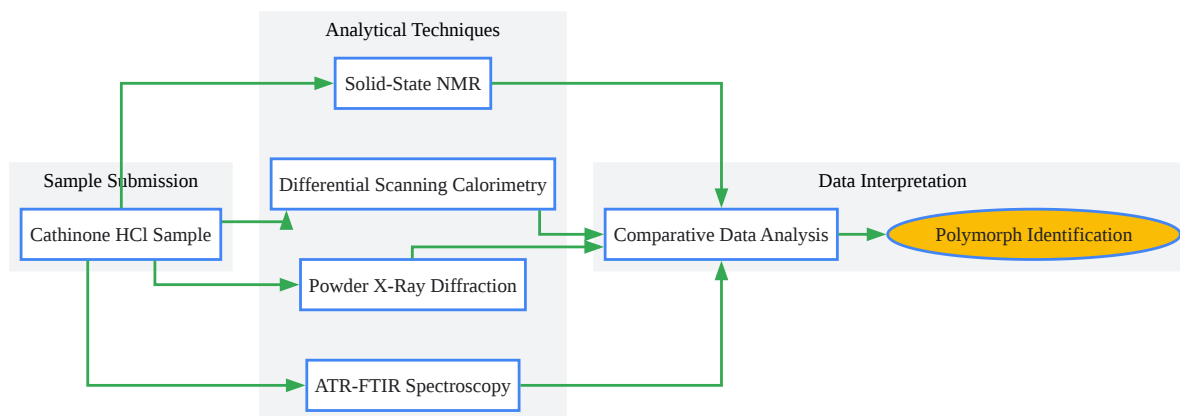 Analytical Techniques
Solid-State NMR
Sample Submission
Differential Scanning Calorimetry
Data Interpretation
Cathinone HCl Sample
Comparative Data Analysis
Polymorph Identification
Powder X-Ray Diffraction
ATR-FTIR Spectroscopy